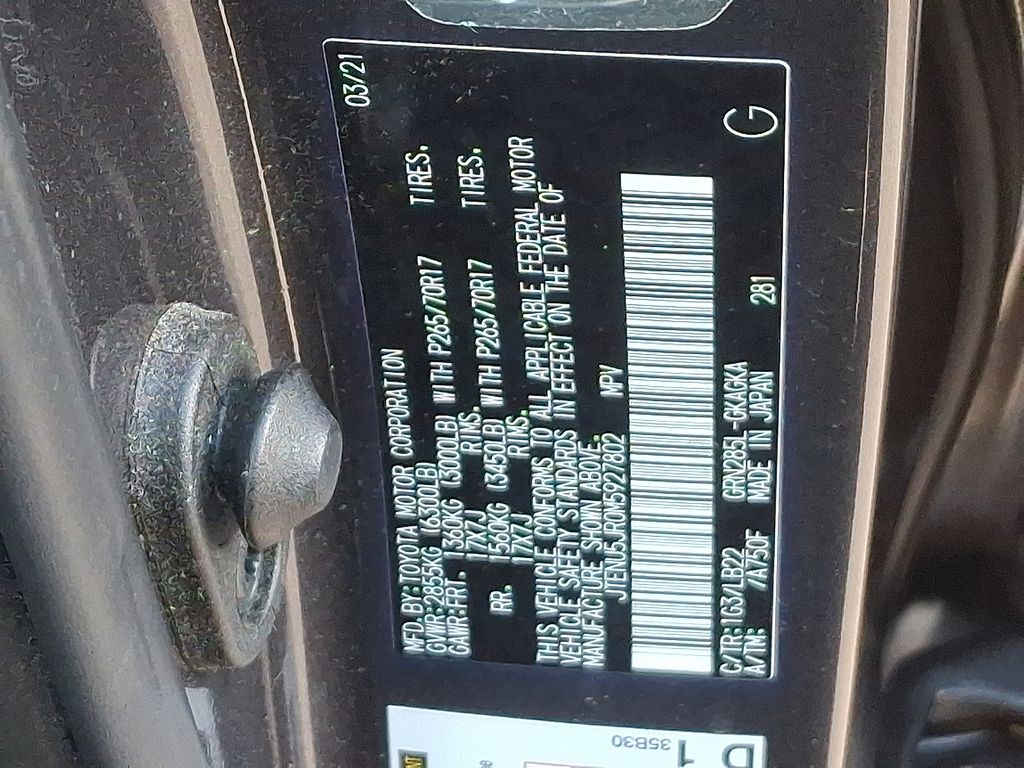 MFD. BY: TOYOTA MOTOR CORPORATION 03/21
GVWR: 2855KG (6300LB)
GAWR: FRT. 1360KG (3000LB) WITH P265/70R17 TIRES.
17X7J RIMS.
RR. 1560KG (3450LB) WITH P265/70R17 TIRES.
17X7J RIMS.
THIS VEHICLE CONFORMS TO ALL APPLICABLE FEDERAL MOTOR
VEHICLE SAFETY STANDARDS IN EFFECT ON THE DATE OF
MANUFACTURE SHOWN ABOVE.
JTENU5JR0M5927802 MPV
C/TR: 1G3/LB22 GRN285L-GKAGKA 281
A/TM: /A750F MADE IN JAPAN
G
35B30